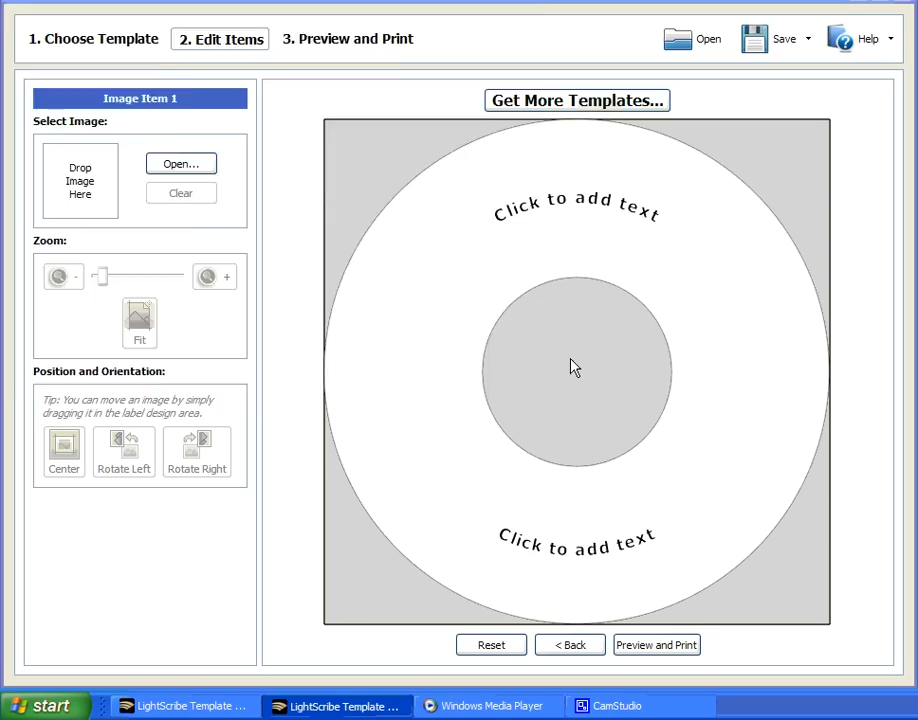 1. Choose Template 2. Edit Items 3. Preview and Print Open Save Help
Image Item 1
Select Image:
Drop
Image
Here
Open...
Clear
Zoom:
- +
Fit
Position and Orientation:
Tip: You can move an image by simply
dragging it in the label design area.
Center Rotate Left Rotate Right
Get More Templates...
Click to add text
Click to add text
Reset < Back Preview and Print
start LightScribe Template ... LightScribe Template ... Windows Media Player CamStudio